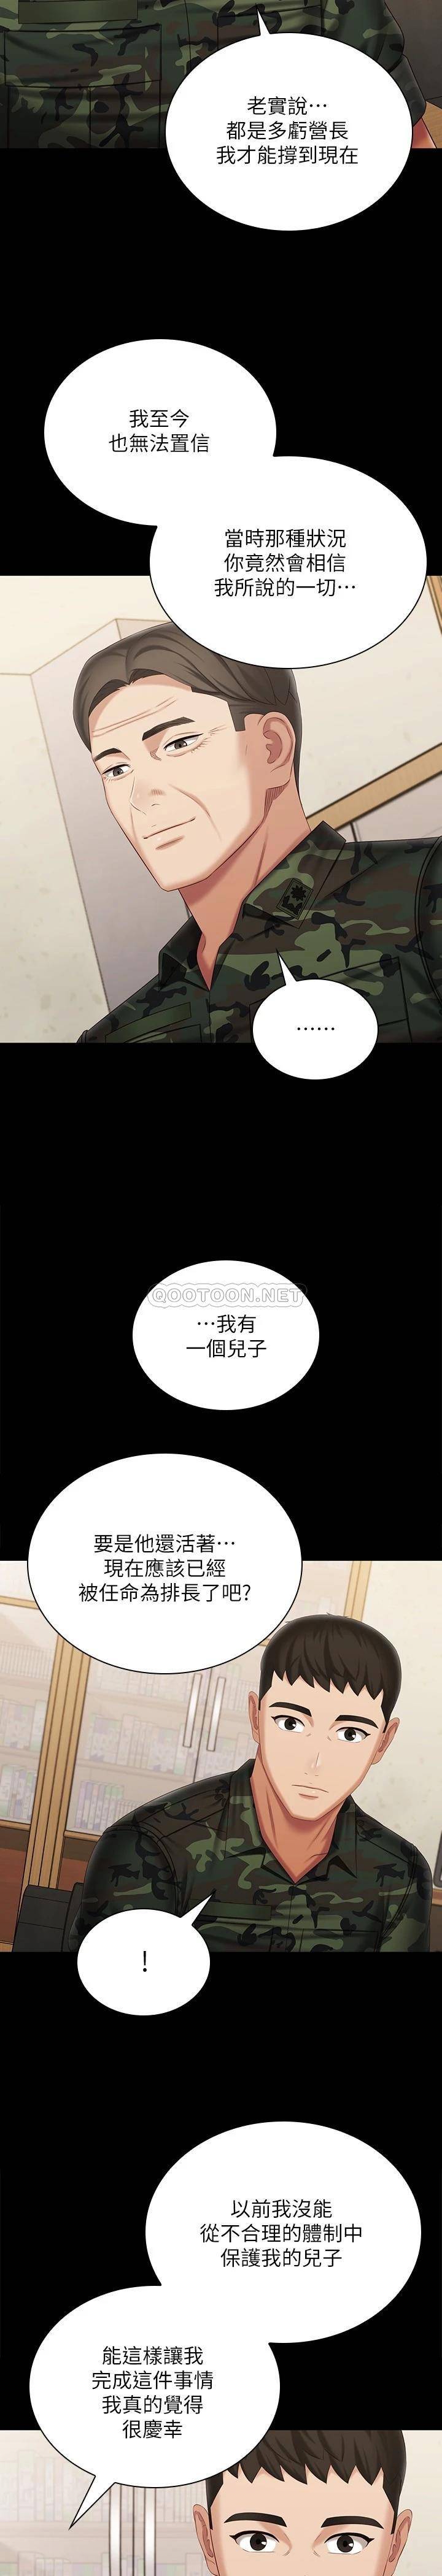 老實說…
都是多虧營長
我才能撐到現在
我至今
也無法置信
當時那種狀況
你竟然會相信
我所說的一切…
……
QOOTOON.NET
…我有
一個兒子
要是他還活著…
現在應該已經
被任命為排長了吧?
!
以前我沒能
從不合理的體制中
保護我的兒子
能這樣讓我
完成這件事情
我真的覺得
很慶幸